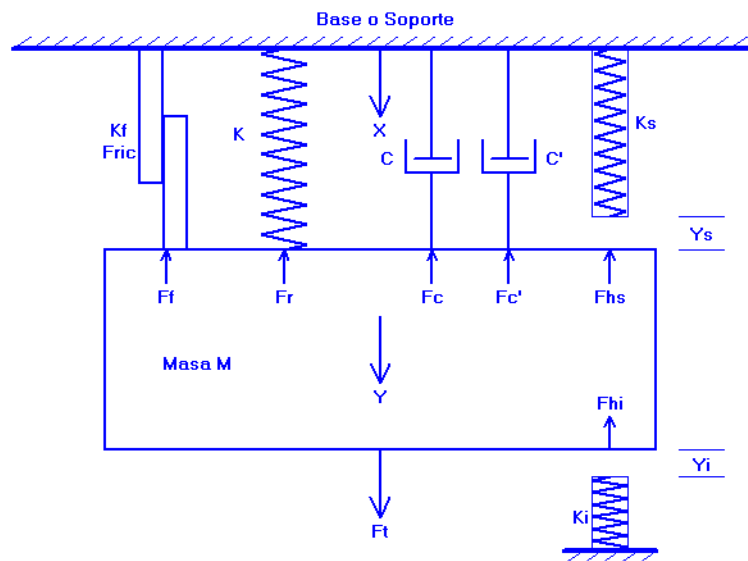 Base o Soporte
Kf
Fric
K
X
C
C'
Ks
Ys
Ff
Fr
Fc
Fc'
Fhs
Masa M
Y
Fhi
Yi
Ft
Ki